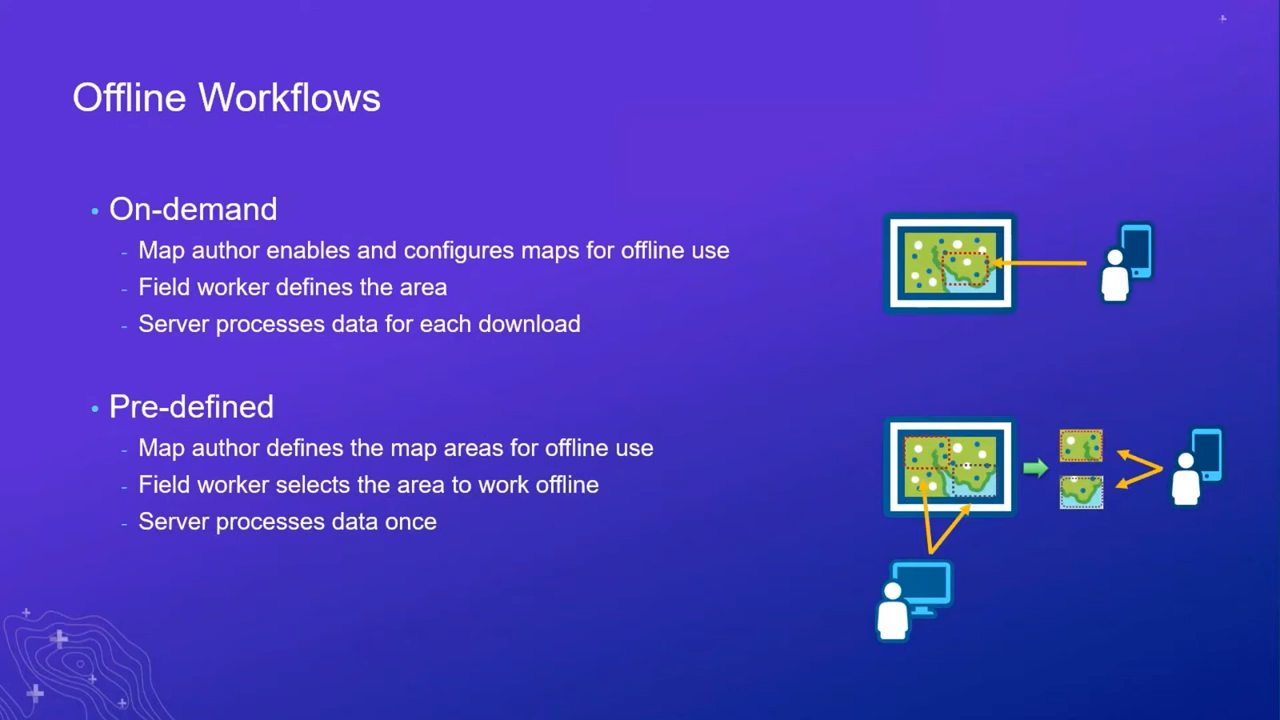 Offline Workflows
• On-demand
- Map author enables and configures maps for offline use
- Field worker defines the area
- Server processes data for each download
• Pre-defined
- Map author defines the map areas for offline use
- Field worker selects the area to work offline
- Server processes data once